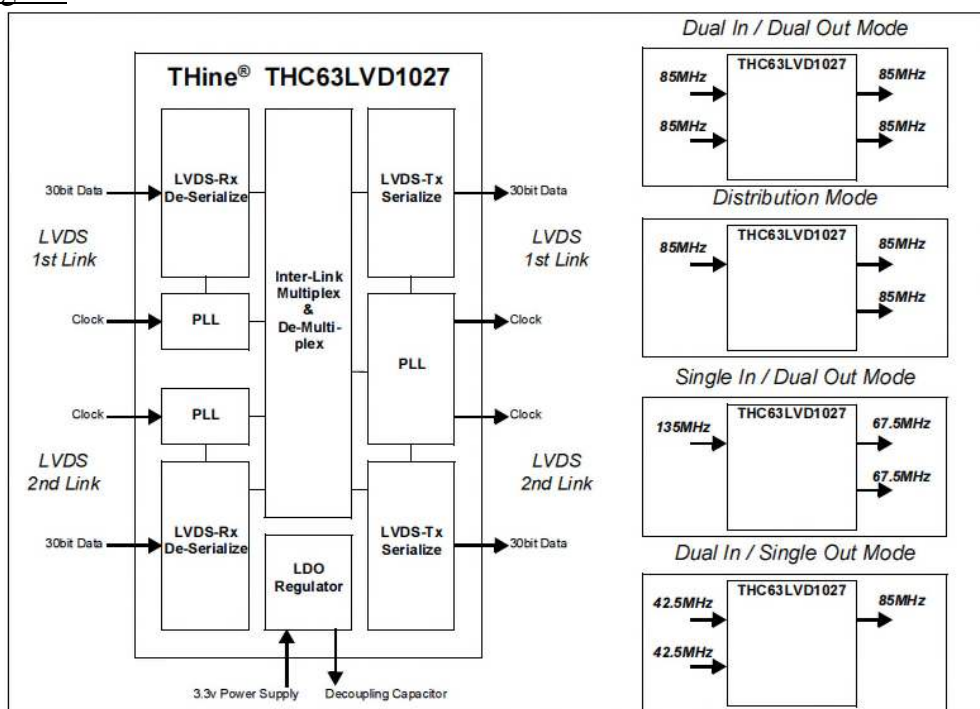 THine® THC63LVD1027
LVDS-Rx
De-Serialize
LVDS-Tx
Serialize
30bit Data
30bit Data
LVDS
1st Link
LVDS
1st Link
Inter-Link
Multiplex
&
De-Multi-
plex
Clock
PLL
Clock
PLL
Clock
PLL
Clock
LVDS
2nd Link
LVDS
2nd Link
30bit Data
LVDS-Rx
De-Serialize
LVDS-Tx
Serialize
30bit Data
LDO
Regulator
3.3v Power Supply
Decoupling Capacitor
Dual In / Dual Out Mode
THC63LVD1027
85MHz
85MHz
85MHz
85MHz
Distribution Mode
THC63LVD1027
85MHz
85MHz
85MHz
Single In / Dual Out Mode
THC63LVD1027
135MHz
67.5MHz
67.5MHz
Dual In / Single Out Mode
THC63LVD1027
42.5MHz
85MHz
42.5MHz